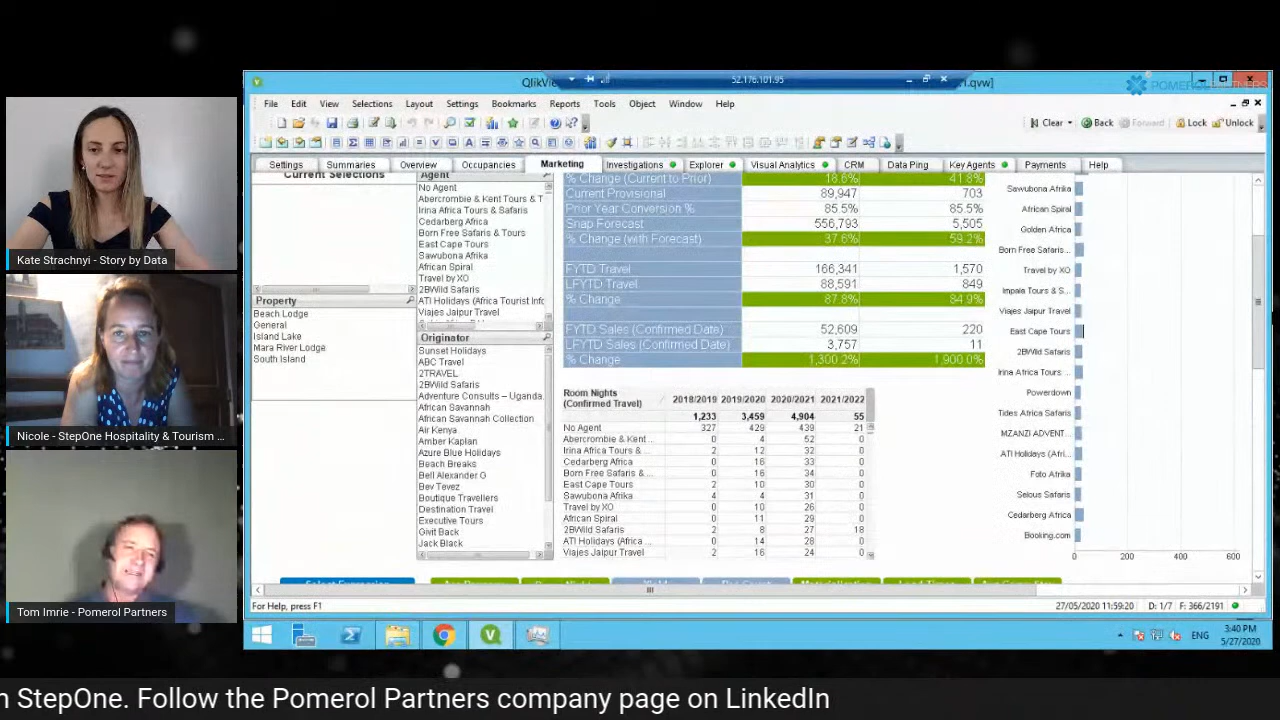 Kate Strachnyi - Story by Data
Nicole - StepOne Hospitality & Tourism ...
Tom Imrie - Pomerol Partners
52.176.101.95
POMEROL PARTNERS
File Edit View Selections Layout Settings Bookmarks Reports Tools Object Window Help
Clear Back Forward Lock Unlock
Settings Summaries Overview Occupancies Marketing Investigations Explorer Visual Analytics CRM Data Ping Key Agents Payments Help
Current Selections
Property
Beach Lodge
General
Island Lake
Mara River Lodge
South Island
Agent
No Agent
Abercrombie & Kent Tours & T
Irina Africa Tours & Safaris
Cedarberg Africa
Born Free Safaris & Tours
East Cape Tours
Sawubona Afrika
African Spiral
Travel by XO
2BWild Safaris
ATI Holidays (Africa Tourist Info
Viajes Jaipur Travel
Originator
Sunset Holidays
ABC Travel
2TRAVEL
2BWild Safaris
Adventure Consults – Uganda
African Savannah
African Savannah Collection
Air Kenya
Amber Kaplan
Azure Blue Holidays
Beach Breaks
Bell Alexander G
Bev Tevez
Boutique Travellers
Destination Travel
Executive Tours
Givit Back
Jack Black
% Change (Current to Prior) 18.6% 41.8%
Current Provisional 89,947 703
Prior Year Conversion % 85.5% 85.5%
Snap Forecast 556,793 5,505
% Change (with Forecast) 37.6% 59.2%
FYTD Travel 166,341 1,570
LFYTD Travel 88,591 849
% Change 87.8% 84.9%
FYTD Sales (Confirmed Date) 52,609 220
LFYTD Sales (Confirmed Date) 3,757 11
% Change 1,300.2% 1,900.0%
Room Nights (Confirmed Travel) 2018/2019 2019/2020 2020/2021 2021/2022
1,233 3,459 4,904 55
No Agent 327 429 439 21
Abercrombie & Kent ... 0 4 52 0
Irina Africa Tours & ... 2 12 32 0
Cedarberg Africa 0 16 33 0
Born Free Safaris & ... 0 16 34 0
East Cape Tours 2 10 30 0
Sawubona Afrika 4 4 31 0
Travel by XO 0 10 26 0
African Spiral 0 11 29 0
2BWild Safaris 2 8 27 18
ATI Holidays (Africa ... 0 14 28 0
Viajes Jaipur Travel 2 16 24 0
Sawubona Afrika
African Spiral
Golden Africa
Born Free Safaris...
Travel by XO
Impala Tours & S...
Viajes Jaipur Travel
East Cape Tours
2BWild Safaris
Irina Africa Tours ...
Powerdown
Tides Africa Safaris
MZANZI ADVENT...
ATI Holidays (Afri...
Foto Afrika
Selous Safaris
Cedarberg Africa
Booking.com
0 200 400 600
For Help, press F1
27/05/2020 11:59:20 D: 1/7 F: 366/2191
ENG
3:40 PM
5/27/2020
StepOne. Follow the Pomerol Partners company page on LinkedIn